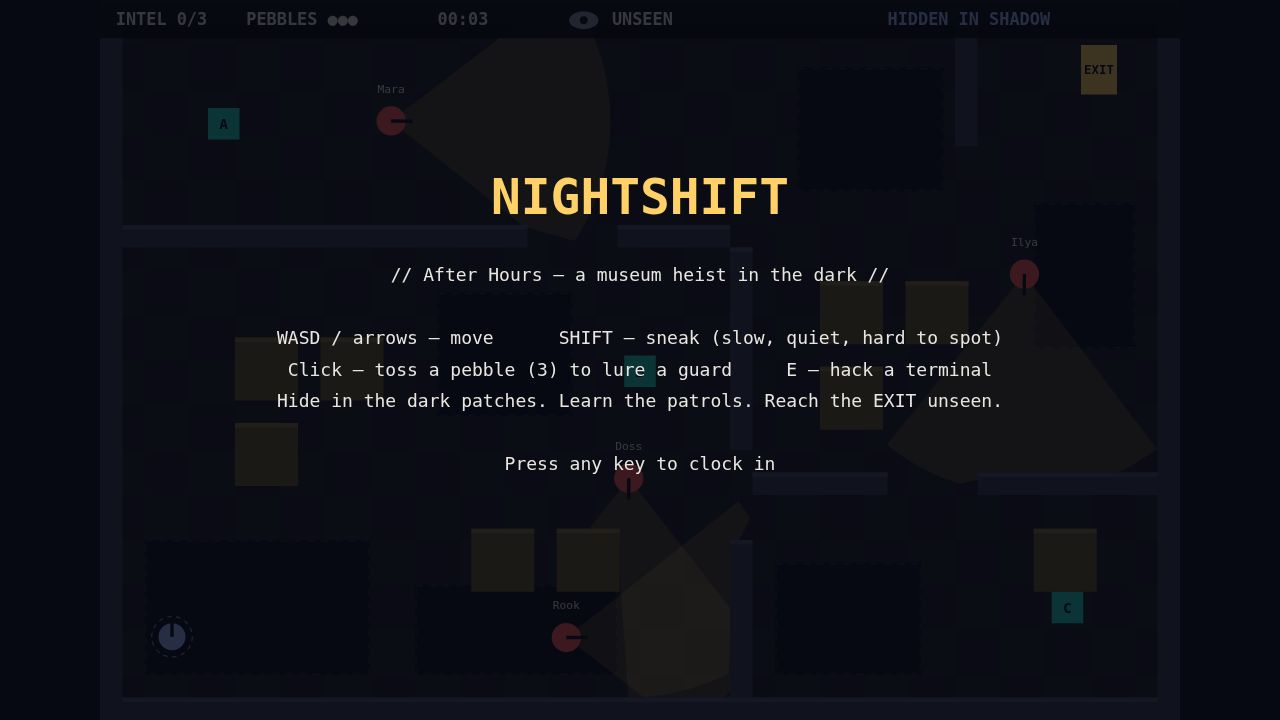 INTEL 0/3 PEBBLES ●●● 00:03 UNSEEN HIDDEN IN SHADOW
EXIT
Mara
A
NIGHTSHIFT
Ilya
// After Hours — a museum heist in the dark //
WASD / arrows — move SHIFT — sneak (slow, quiet, hard to spot)
Click — toss a pebble (3) to lure a guard E — hack a terminal
Hide in the dark patches. Learn the patrols. Reach the EXIT unseen.
Doss
Press any key to clock in
Rook
C